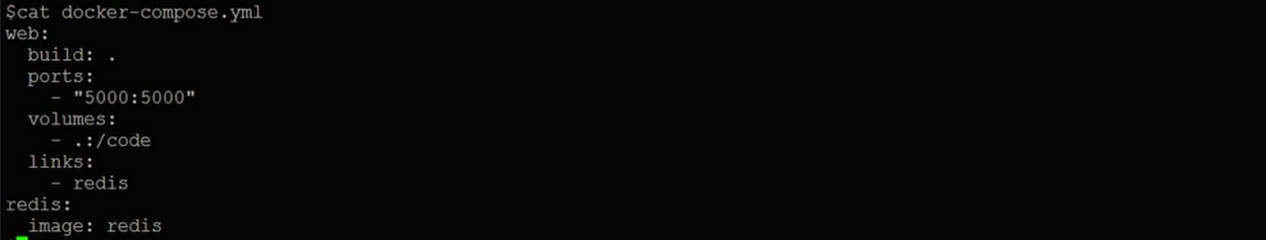 $cat docker-compose.yml
web:
  build: .
  ports:
    - "5000:5000"
  volumes:
    - .:/code
  links:
    - redis
redis:
  image: redis